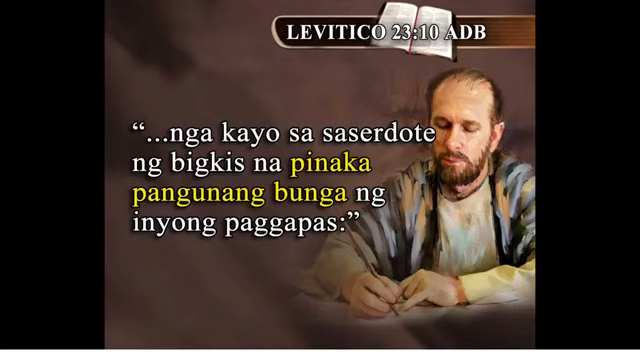 LEVITICO 23:10 ADB
“...nga kayo sa saserdote
ng bigkis na pinaka
pangunang bunga ng
inyong paggapas:”